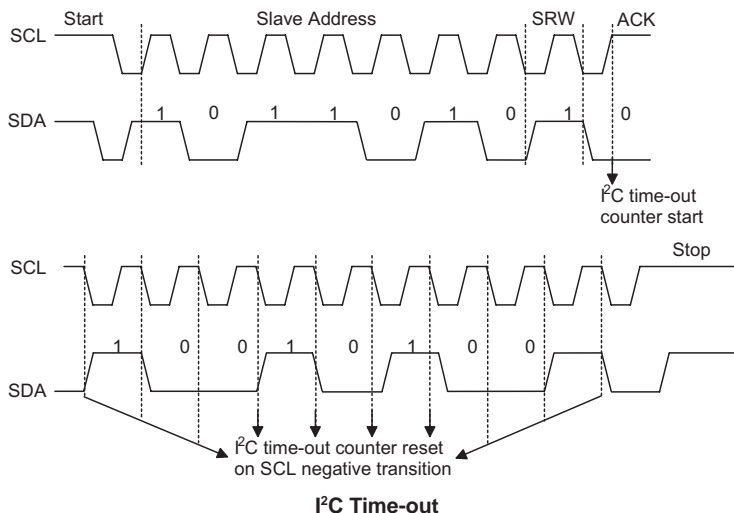 Start Slave Address SRW ACK
SCL
1 0 1 1 0 1 0 1 0
SDA
I²C time-out
counter start
Stop
SCL
1 0 0 1 0 1 0 0
SDA
I²C time-out counter reset
on SCL negative transition
I²C Time-out